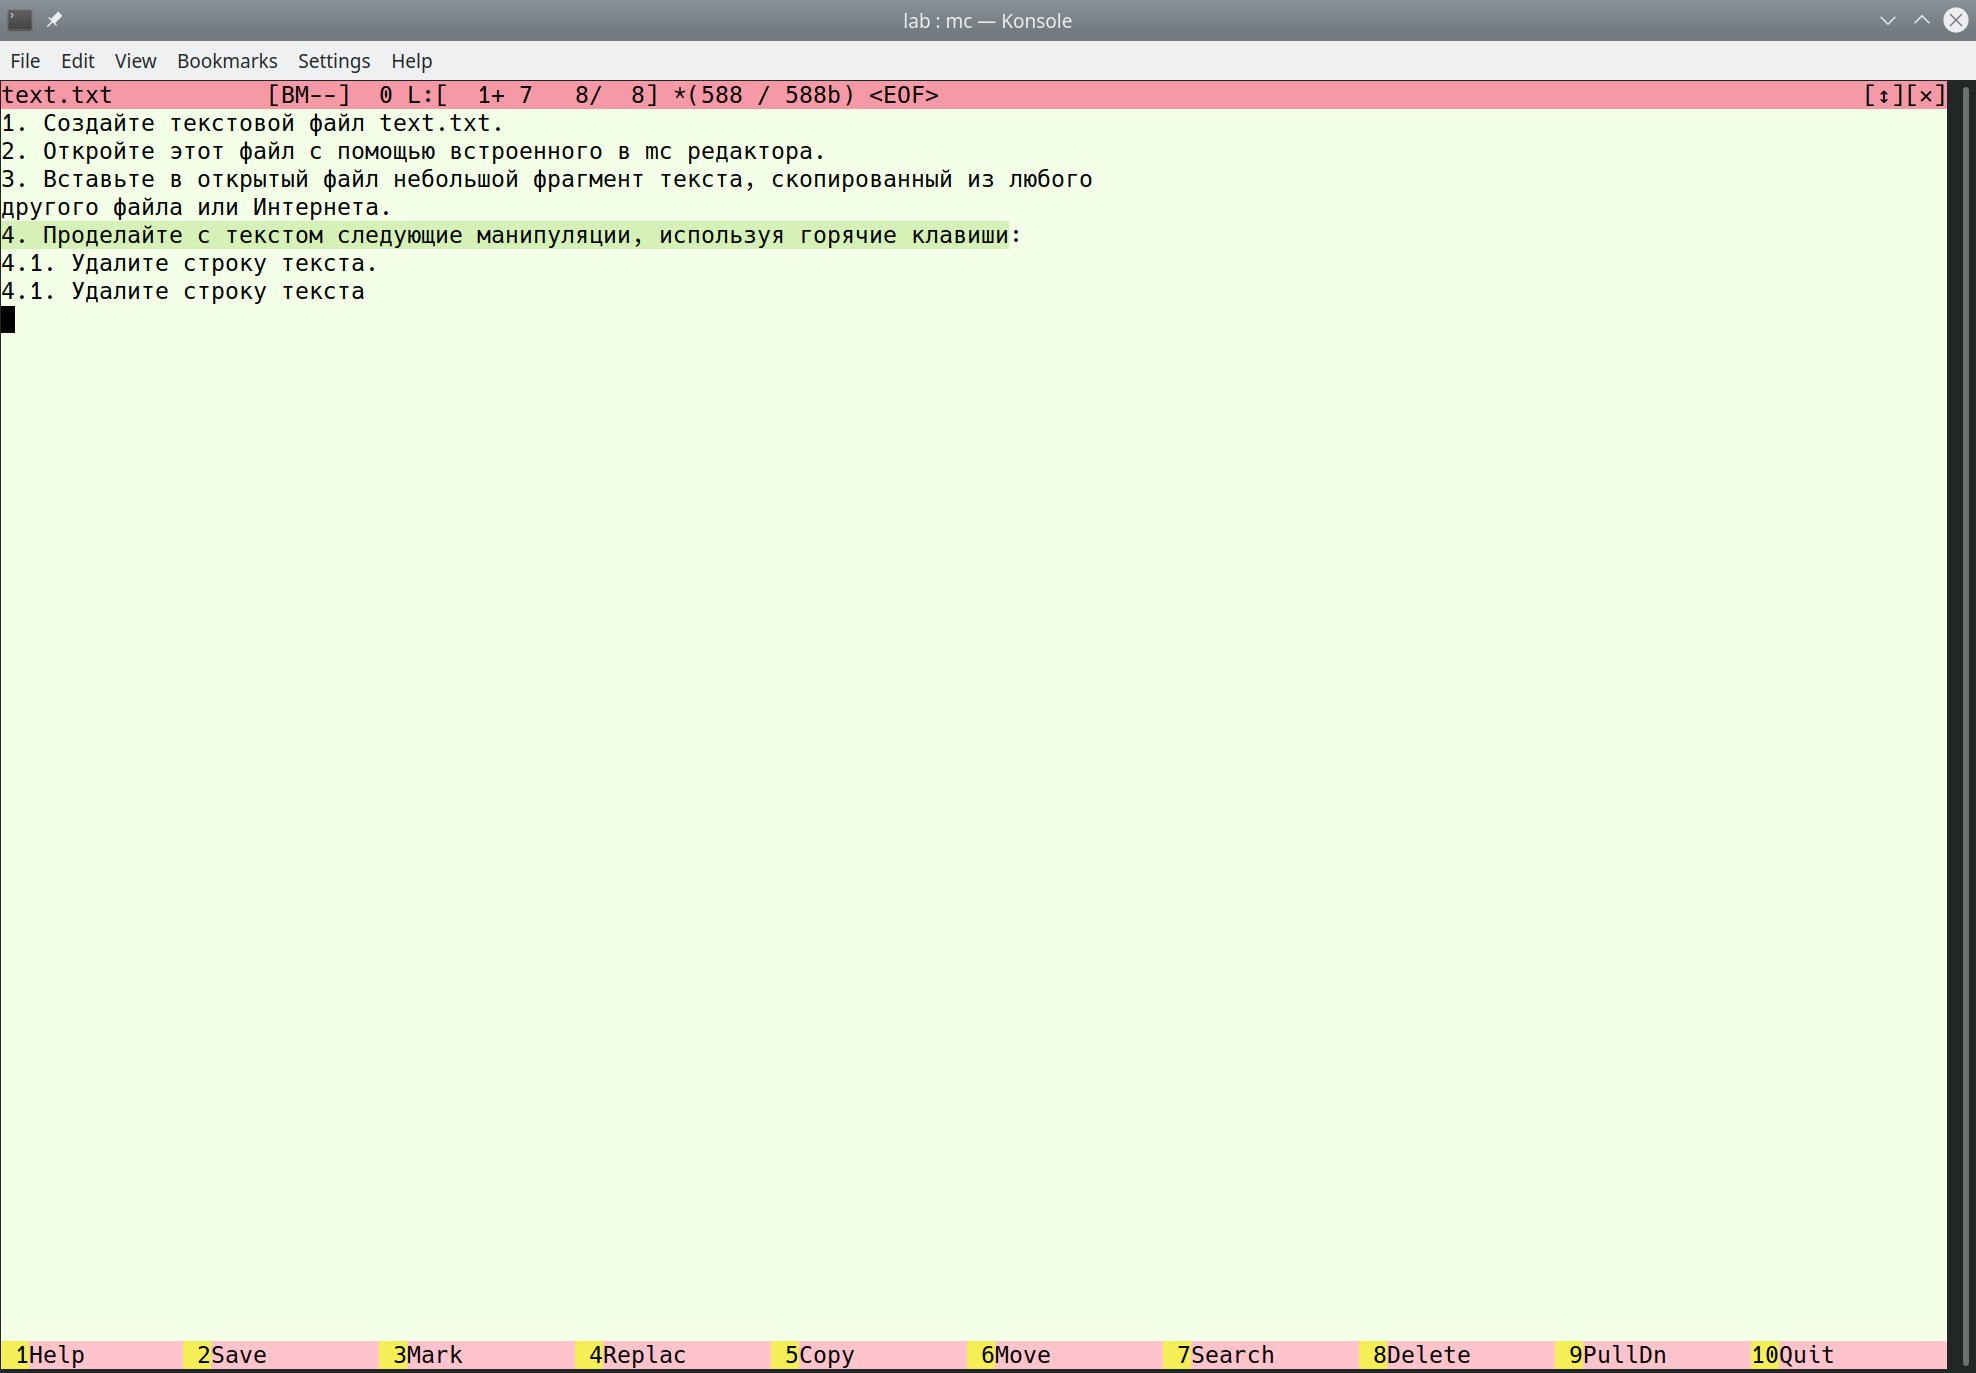 lab : mc — Konsole
File Edit View Bookmarks Settings Help
text.txt [BM--] 0 L:[ 1+ 7 8/ 8] *(588 / 588b) <EOF> [↕][×]
1. Создайте текстовой файл text.txt.
2. Откройте этот файл с помощью встроенного в mc редактора.
3. Вставьте в открытый файл небольшой фрагмент текста, скопированный из любого
другого файла или Интернета.
4. Проделайте с текстом следующие манипуляции, используя горячие клавиши:
4.1. Удалите строку текста.
4.1. Удалите строку текста
1Help 2Save 3Mark 4Replac 5Copy 6Move 7Search 8Delete 9PullDn 10Quit